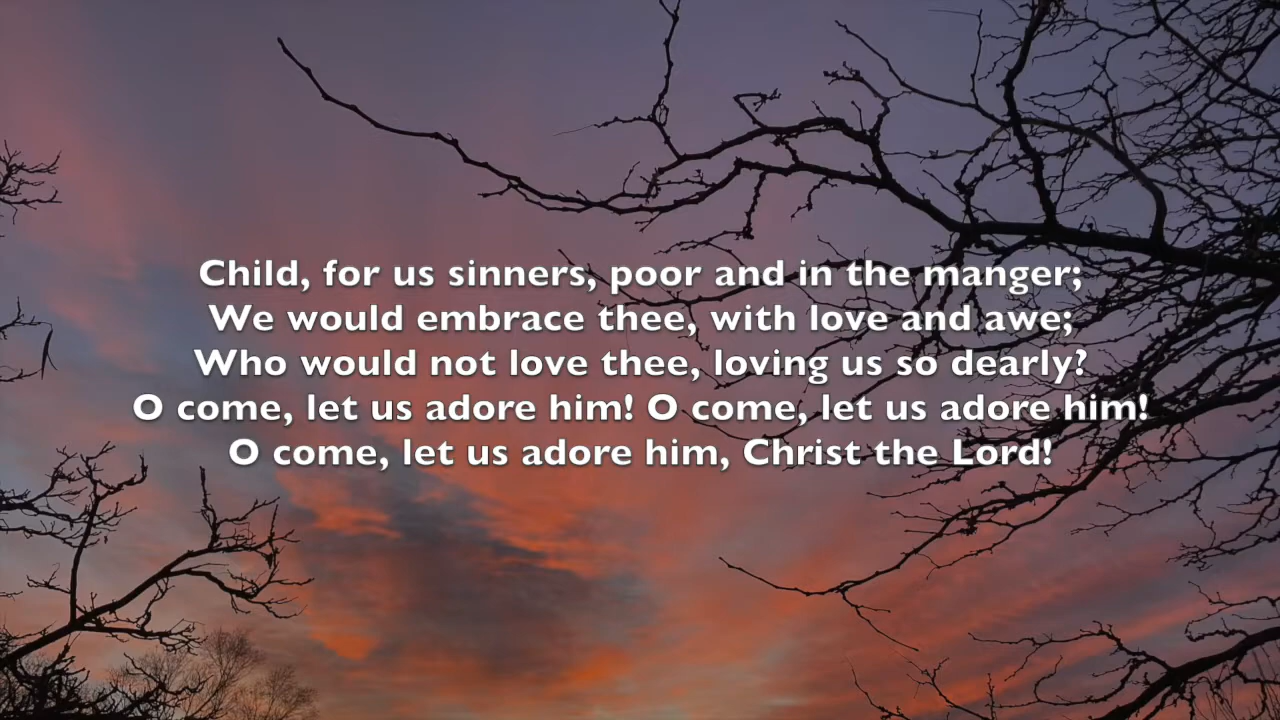 Child, for us sinners, poor and in the manger;
We would embrace thee, with love and awe;
Who would not love thee, loving us so dearly?
O come, let us adore him! O come, let us adore him!
O come, let us adore him, Christ the Lord!